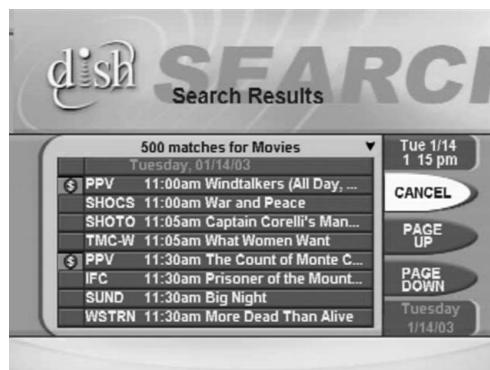 dish SEARCH
Search Results
500 matches for Movies
Tue 1/14
1 15 pm
Tuesday, 01/14/03
$ PPV 11:00am Windtalkers (All Day, ...
CANCEL
SHOCS 11:00am War and Peace
SHOTO 11:05am Captain Corelli's Man...
PAGE UP
TMC-W 11:05am What Women Want
$ PPV 11:30am The Count of Monte C...
IFC 11:30am Prisoner of the Mount...
PAGE DOWN
SUND 11:30am Big Night
WSTRN 11:30am More Dead Than Alive
Tuesday
1/14/03